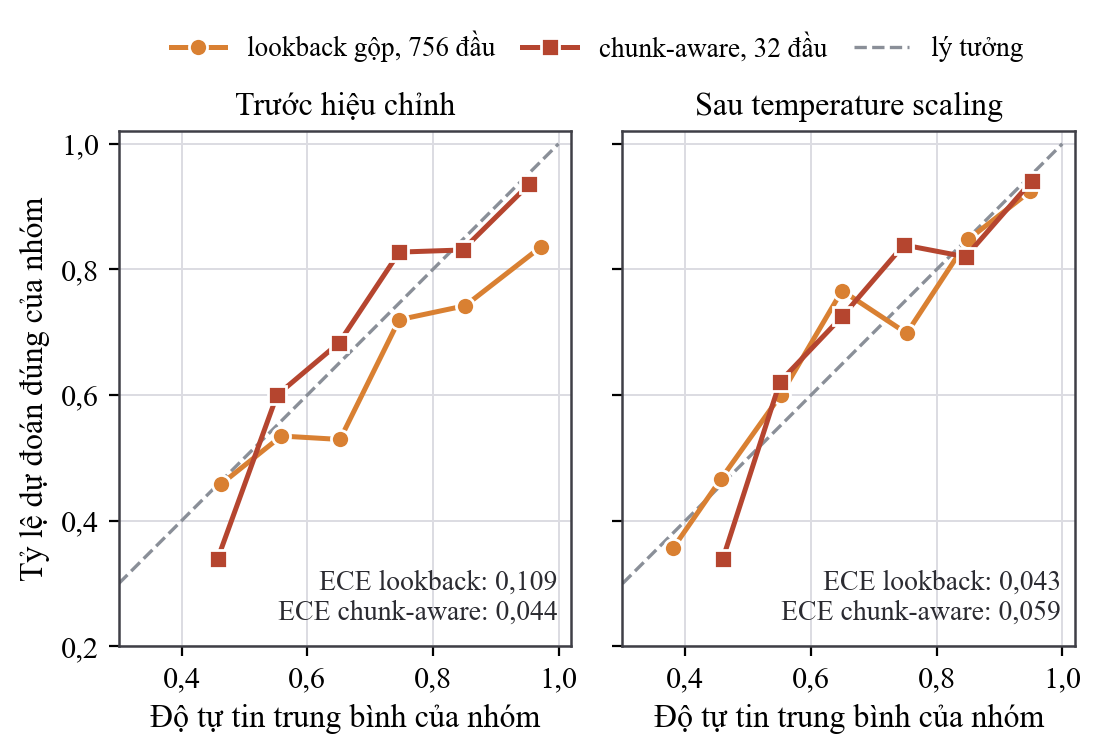 lookback gộp, 756 đầu
chunk-aware, 32 đầu
lý tưởng
Trước hiệu chỉnh
Sau temperature scaling
Tỷ lệ dự đoán đúng của nhóm
1,0
0,8
0,6
0,4
0,2
ECE lookback: 0,109
ECE chunk-aware: 0,044
ECE lookback: 0,043
ECE chunk-aware: 0,059
0,4 0,6 0,8 1,0
0,4 0,6 0,8 1,0
Độ tự tin trung bình của nhóm
Độ tự tin trung bình của nhóm